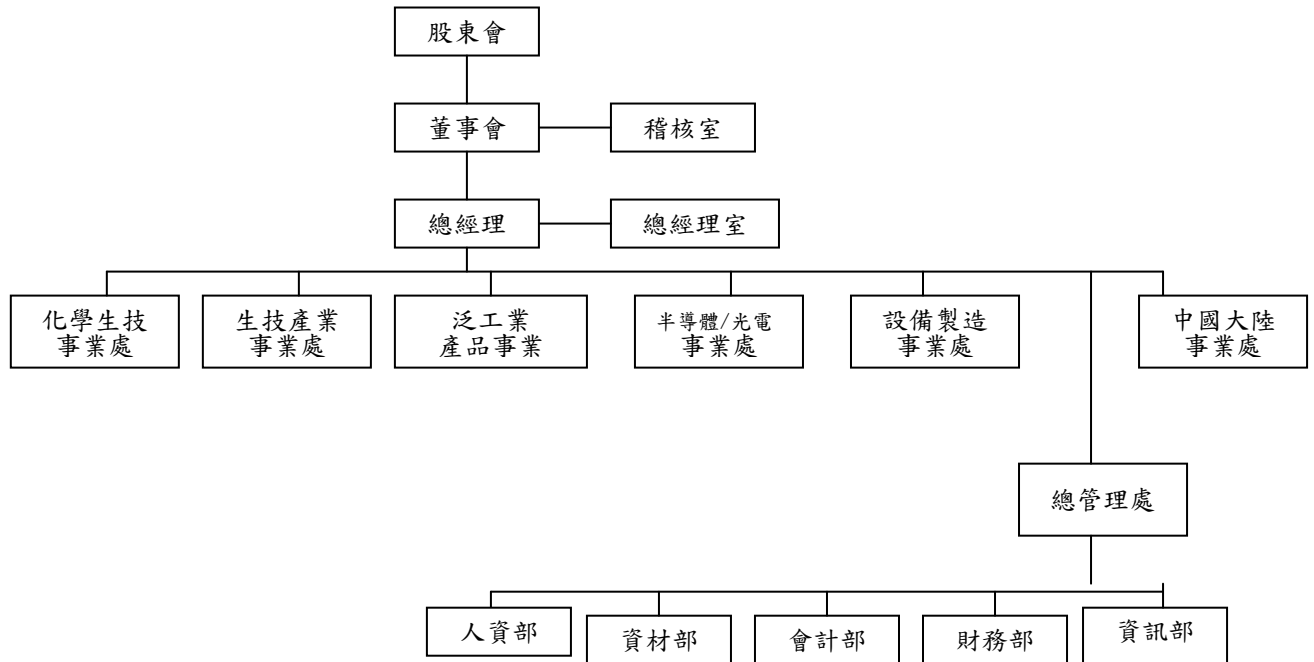 股東會
董事會
稽核室
總經理
總經理室
化學生技
事業處
生技產業
事業處
泛工業
產品事業
半導體/光電
事業處
設備製造
事業處
中國大陸
事業處
總管理處
人資部
資材部
會計部
財務部
資訊部